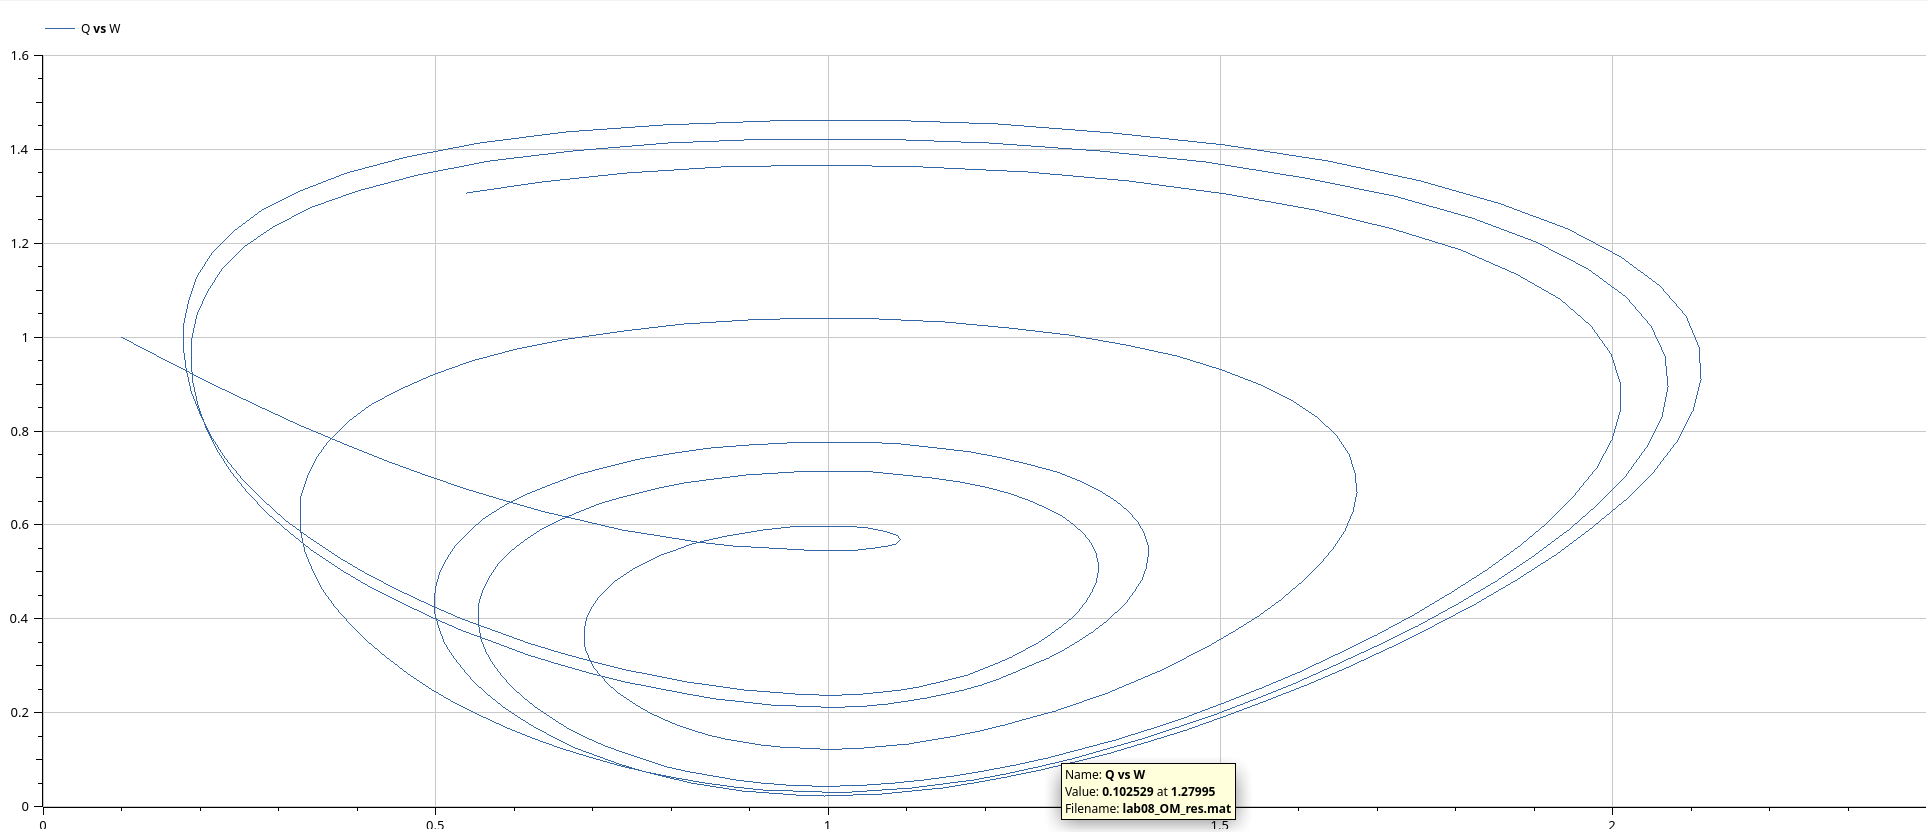 Q vs W
1.6
1.4
1.2
1
0.8
0.6
0.4
0.2
0
Name: Q vs W
Value: 0.102529 at 1.27995
Filename: lab08_OM_res.mat
0 0.5 1 1.5 2